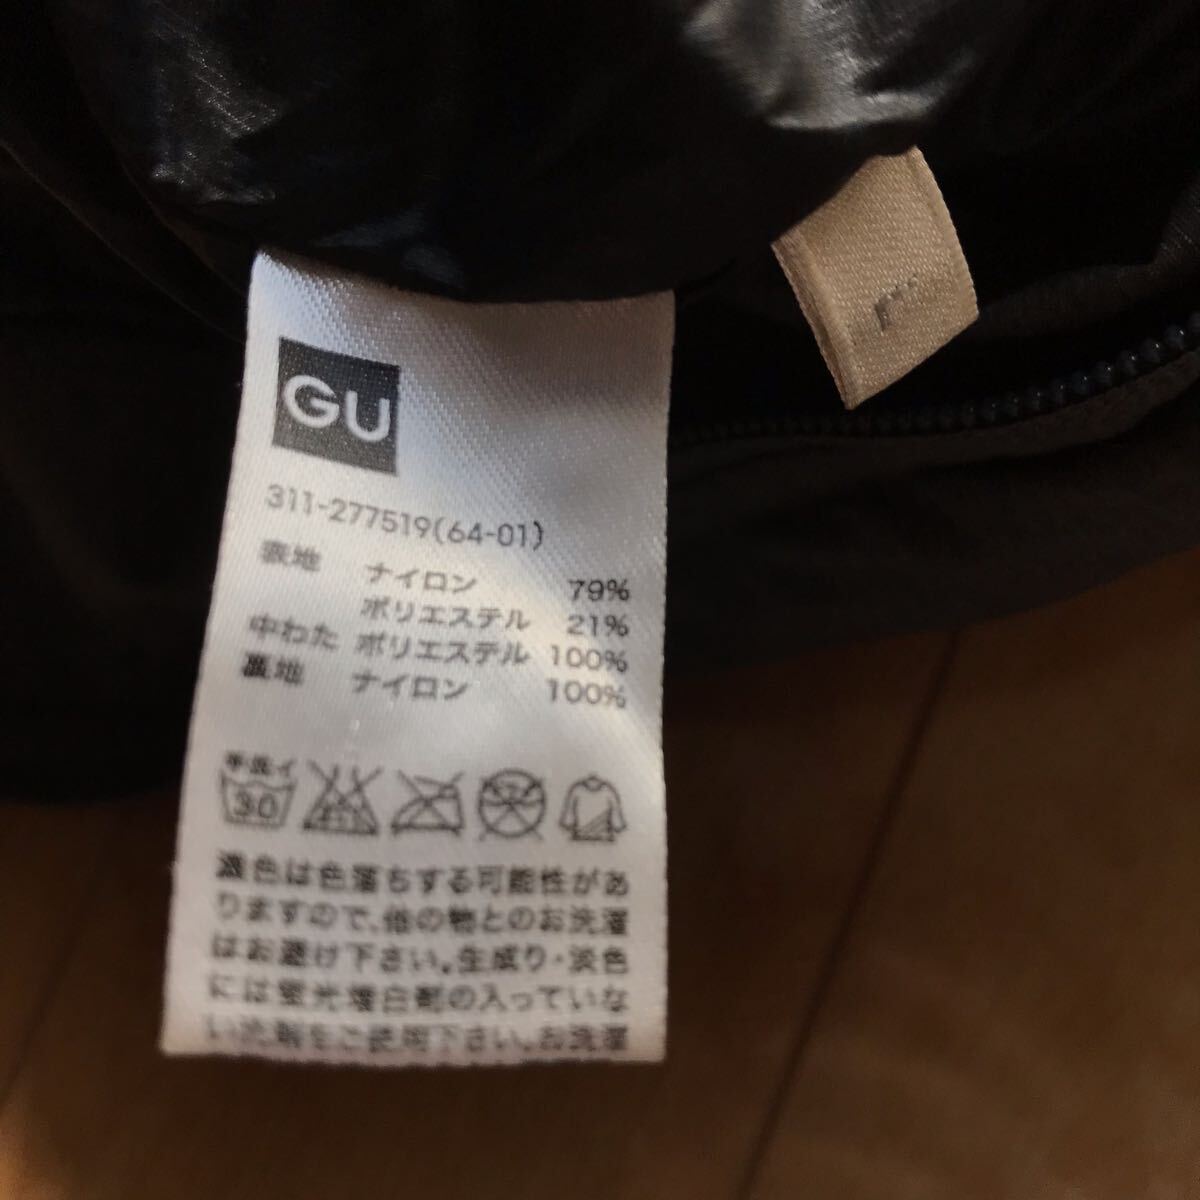 GU
311-277519(64-01)
表地 ナイロン 79%
ポリエステル 21%
中わた ポリエステル 100%
裏地 ナイロン 100%
手洗イ
30
濃色は色落ちする可能性があ
りますので、他の物とのお洗濯
はお避け下さい。生成り・淡色
には蛍光増白剤の入っていな
い洗剤をご使用下さい。お洗濯